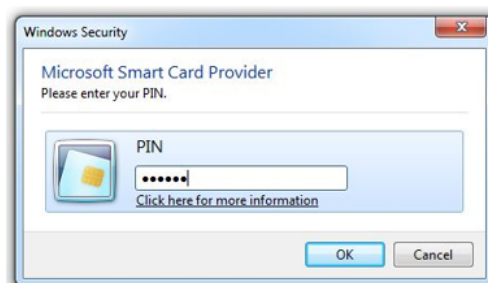 Windows Security
Microsoft Smart Card Provider
Please enter your PIN.
PIN
••••••
Click here for more information
OK Cancel